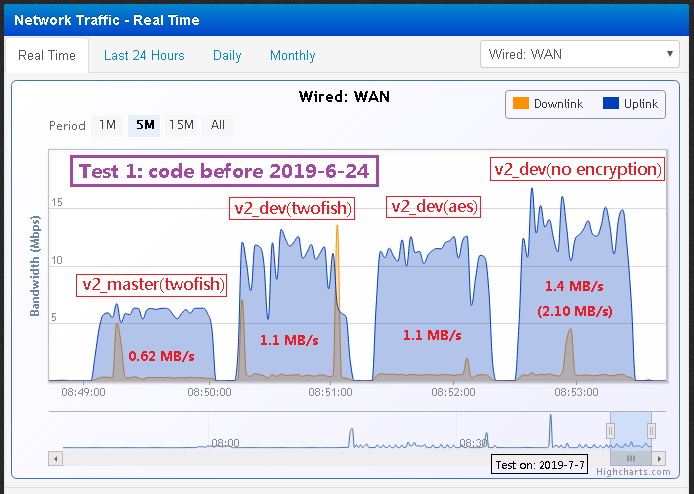 Network Traffic - Real Time
Real Time
Last 24 Hours
Daily
Monthly
Wired: WAN
Wired: WAN
Downlink
Uplink
Period
1M
5M
15M
All
Test 1: code before 2019-6-24
v2_dev(no encryption)
v2_dev(twofish)
v2_dev(aes)
v2_master(twofish)
Bandwidth (Mbps)
15
10
5
0.62 MB/s
1.1 MB/s
1.1 MB/s
1.4 MB/s
(2.10 MB/s)
08:49:00
08:50:00
08:51:00
08:52:00
08:53:00
08:00
08:30
Test on: 2019-7-7
Highcharts.com